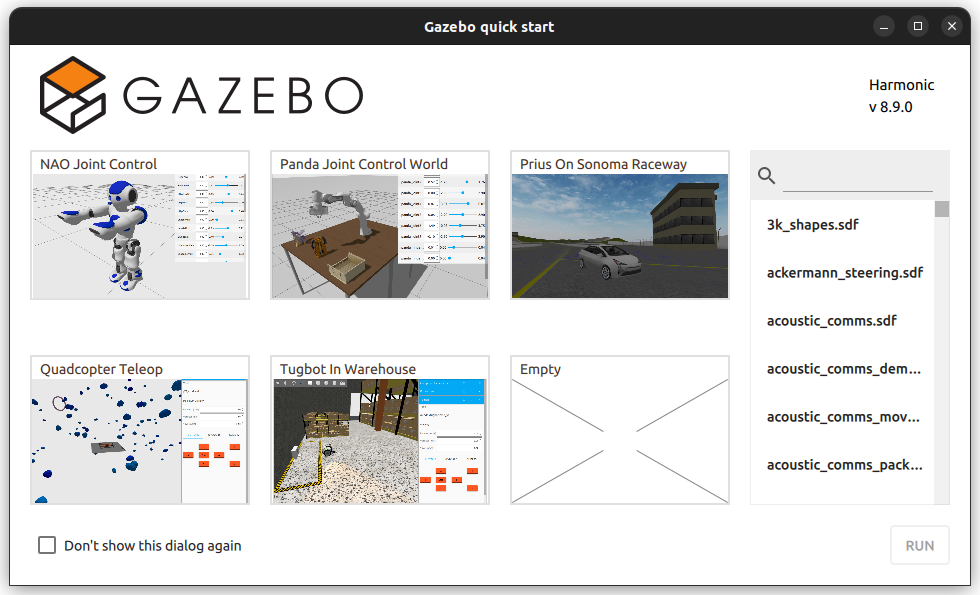 Gazebo quick start
GAZEBO
Harmonic
v 8.9.0
NAO Joint Control
Panda Joint Control World
Prius On Sonoma Raceway
Quadcopter Teleop
Tugbot In Warehouse
Empty
3k_shapes.sdf
ackermann_steering.sdf
acoustic_comms.sdf
acoustic_comms_dem...
acoustic_comms_mov...
acoustic_comms_pack...
Don't show this dialog again
RUN